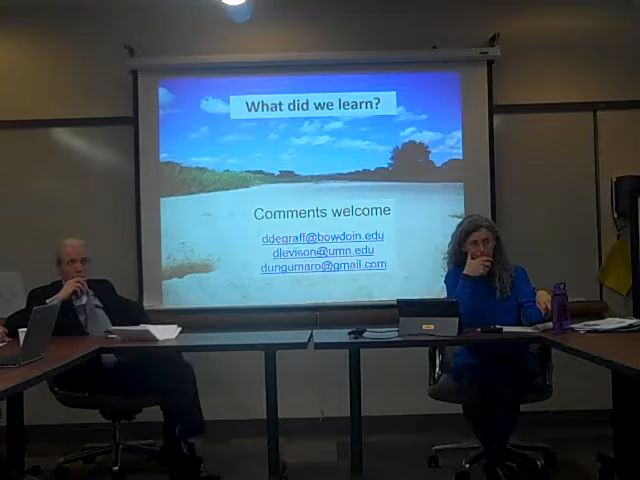 What did we learn?
Comments welcome
ddegraff@bowdoin.edu
dlevison@umn.edu
dungumaro@gmail.com